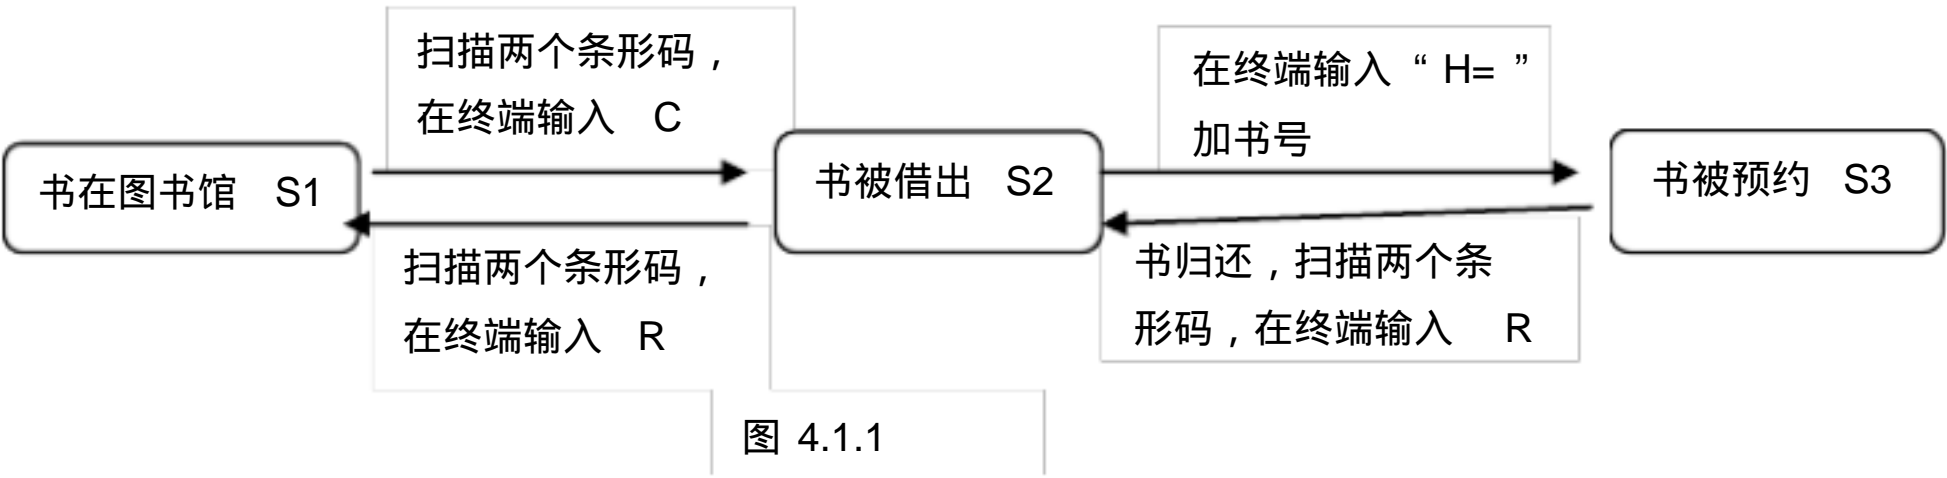 扫描两个条形码，
在终端输入 C
在终端输入“H= ”
加书号
书在图书馆 S1
书被借出 S2
书被预约 S3
扫描两个条形码，
在终端输入 R
书归还，扫描两个条
形码，在终端输入 R
图 4.1.1